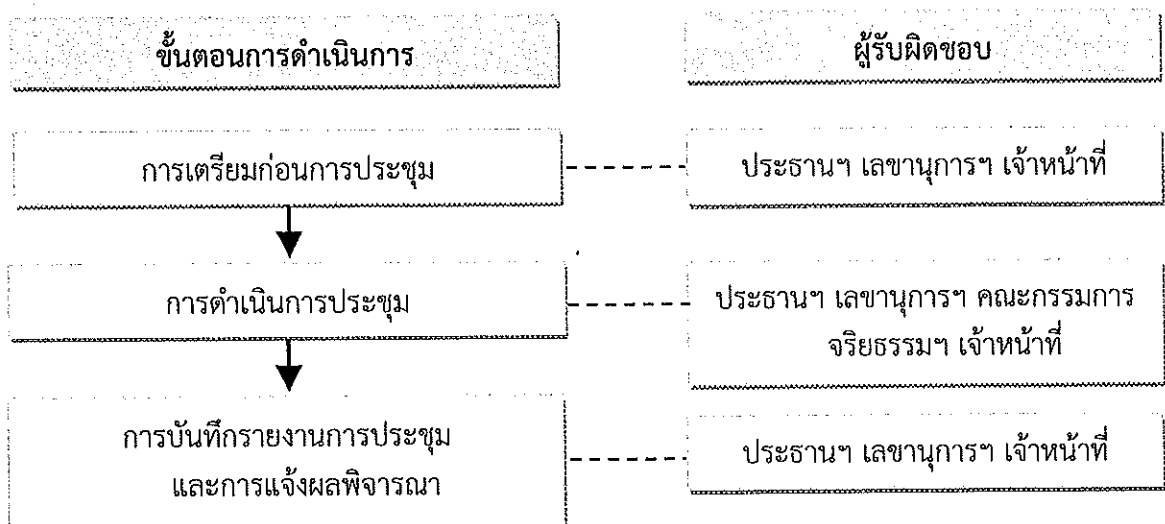 ขั้นตอนการดำเนินการ
ผู้รับผิดชอบ
การเตรียมก่อนการประชุม
ประธานฯ เลขานุการฯ เจ้าหน้าที่
การดำเนินการประชุม
ประธานฯ เลขานุการฯ คณะกรรมการ
จริยธรรมฯ เจ้าหน้าที่
การบันทึกรายงานการประชุม
และการแจ้งผลพิจารณา
ประธานฯ เลขานุการฯ เจ้าหน้าที่